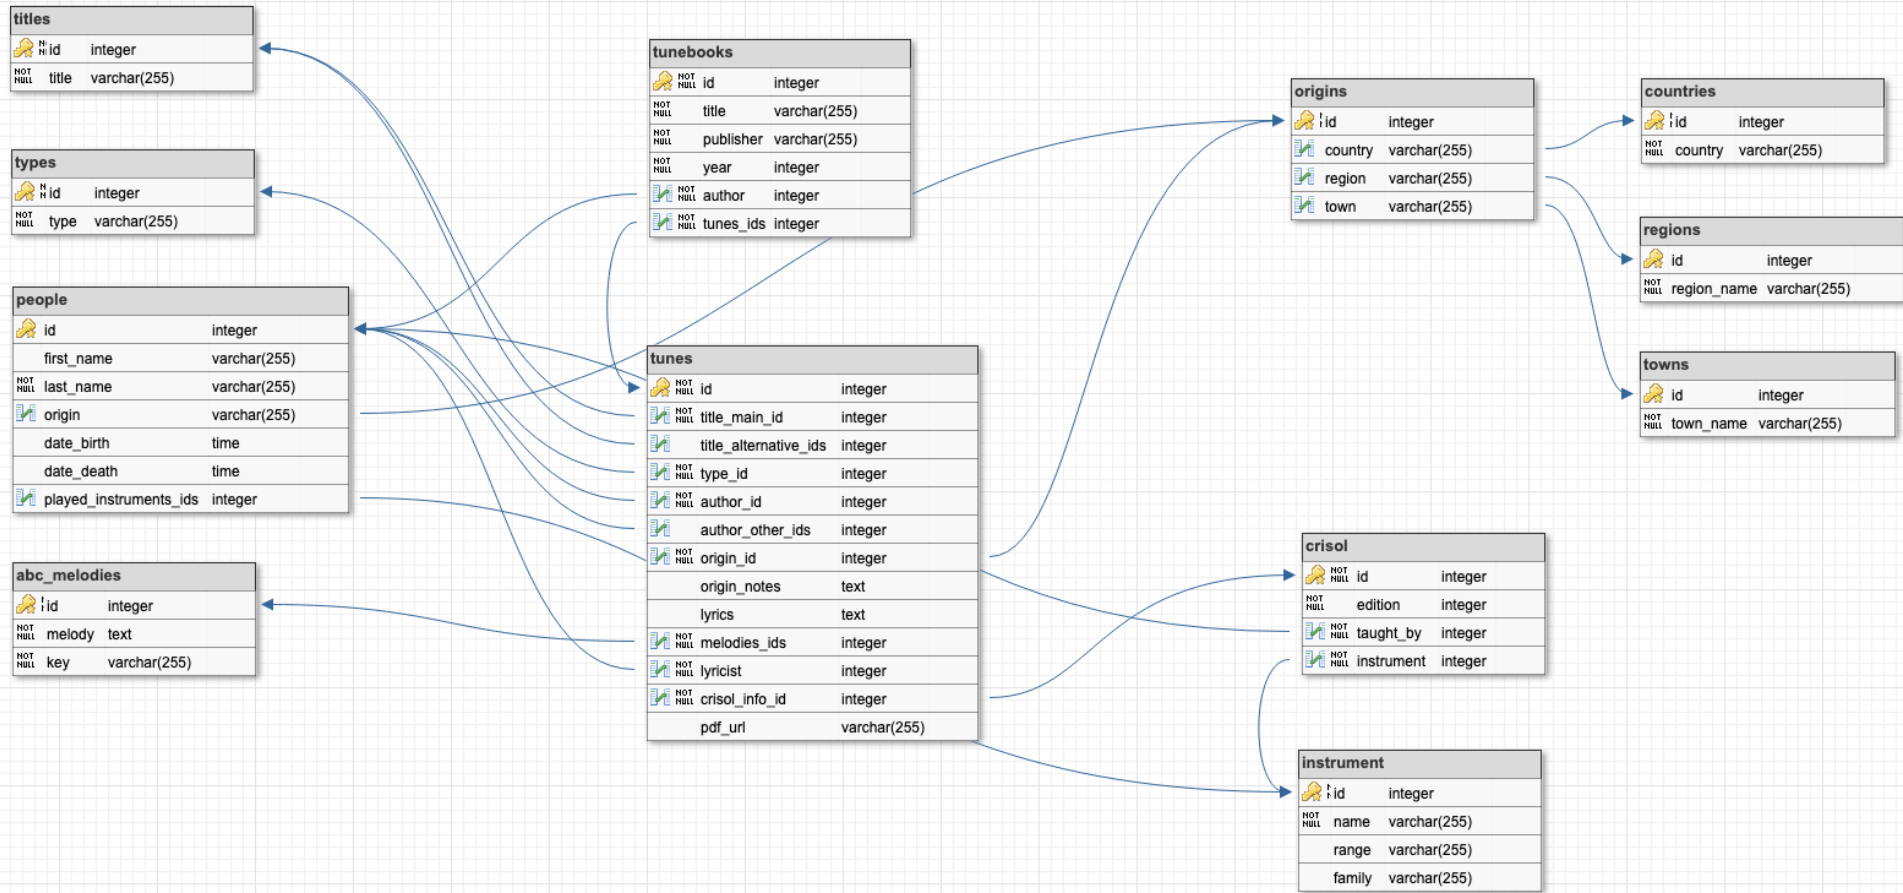 titles
NOT NULL id integer
NOT NULL title varchar(255)
types
NOT NULL id integer
NOT NULL type varchar(255)
people
id integer
first_name varchar(255)
NOT NULL last_name varchar(255)
origin varchar(255)
date_birth time
date_death time
played_instruments_ids integer
abc_melodies
id integer
NOT NULL melody text
NOT NULL key varchar(255)
tunebooks
NOT NULL id integer
NOT NULL title varchar(255)
NOT NULL publisher varchar(255)
NOT NULL year integer
NOT NULL author integer
NOT NULL tunes_ids integer
tunes
NOT NULL id integer
NOT NULL title_main_id integer
title_alternative_ids integer
NOT NULL type_id integer
NOT NULL author_id integer
author_other_ids integer
NOT NULL origin_id integer
origin_notes text
lyrics text
NOT NULL melodies_ids integer
NOT NULL lyricist integer
NOT NULL crisol_info_id integer
pdf_url varchar(255)
origins
id integer
country varchar(255)
region varchar(255)
town varchar(255)
countries
id integer
NOT NULL country varchar(255)
regions
id integer
NOT NULL region_name varchar(255)
towns
id integer
NOT NULL town_name varchar(255)
crisol
NOT NULL id integer
NOT NULL edition integer
NOT NULL taught_by integer
NOT NULL instrument integer
instrument
id integer
NOT NULL name varchar(255)
range varchar(255)
family varchar(255)